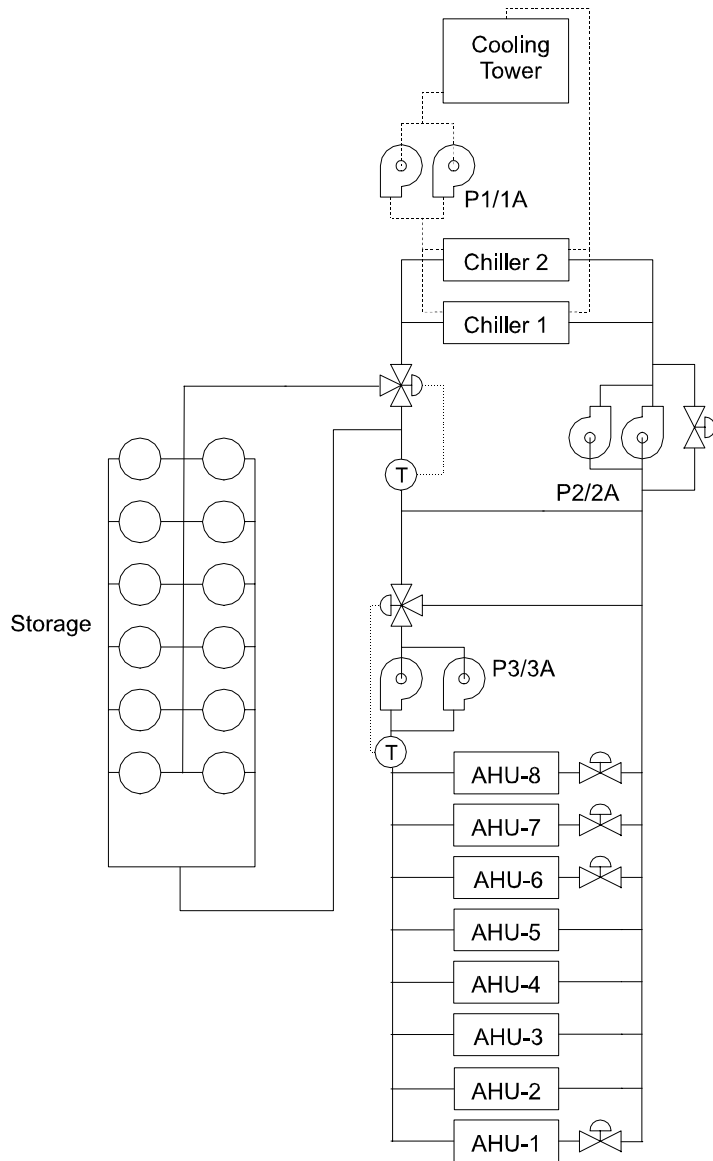 Cooling
Tower
P1/1A
Chiller 2
Chiller 1
T
P2/2A
Storage
P3/3A
T
AHU-8
AHU-7
AHU-6
AHU-5
AHU-4
AHU-3
AHU-2
AHU-1